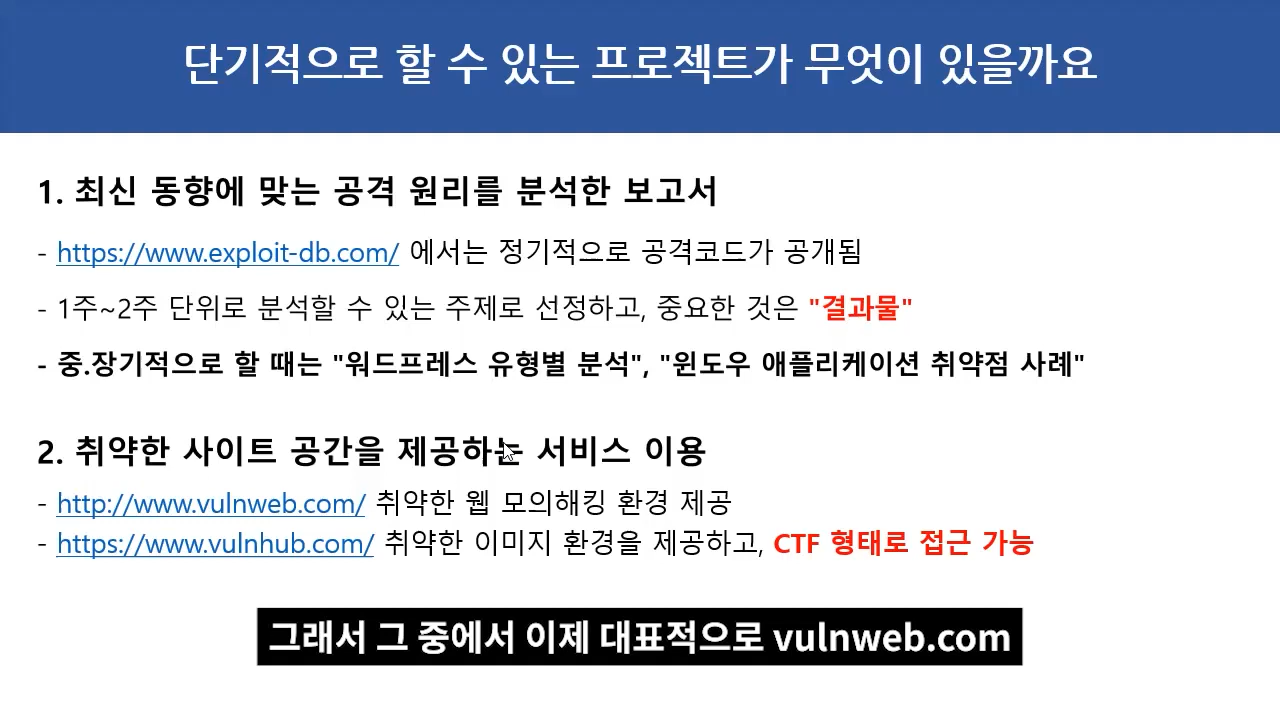 단기적으로 할 수 있는 프로젝트가 무엇이 있을까요
1. 최신 동향에 맞는 공격 원리를 분석한 보고서
- https://www.exploit-db.com/ 에서는 정기적으로 공격코드가 공개됨
- 1주~2주 단위로 분석할 수 있는 주제로 선정하고, 중요한 것은 "결과물"
- 중.장기적으로 할 때는 "워드프레스 유형별 분석", "윈도우 애플리케이션 취약점 사례"
2. 취약한 사이트 공간을 제공하는 서비스 이용
- http://www.vulnweb.com/ 취약한 웹 모의해킹 환경 제공
- https://www.vulnhub.com/ 취약한 이미지 환경을 제공하고, CTF 형태로 접근 가능
그래서 그 중에서 이제 대표적으로 vulnweb.com